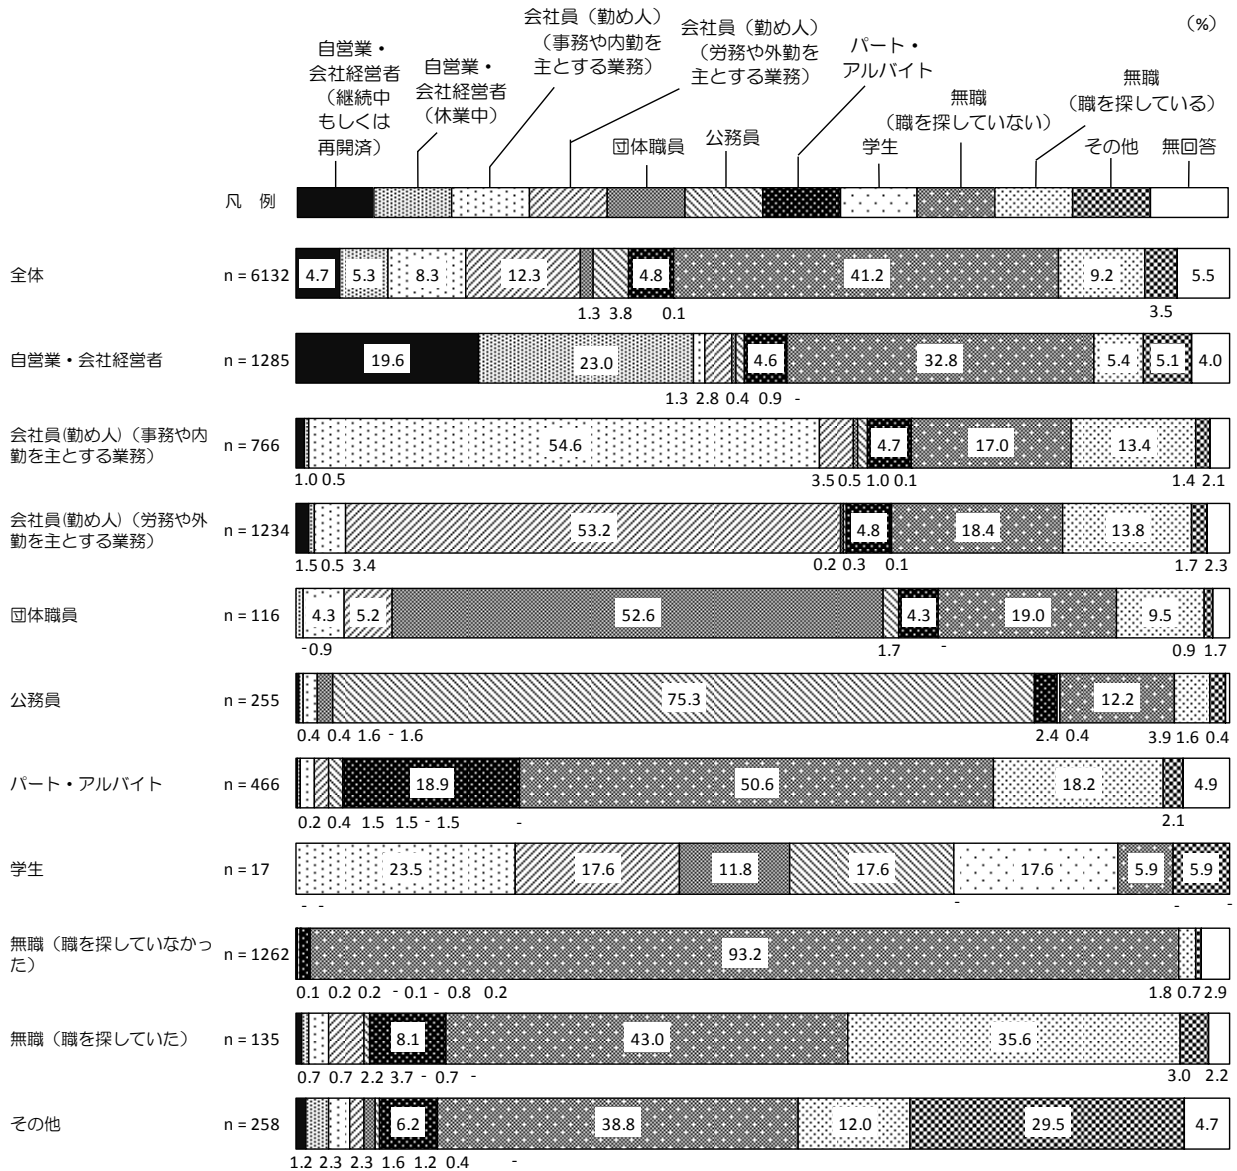 （%）
自営業・
会社経営者
（継続中
もしくは
再開済）
自営業・
会社経営者
（休業中）
会社員（勤め人）
（事務や内勤を
主とする業務）
会社員（勤め人）
（労務や外勤を
主とする業務）
団体職員
公務員
パート・
アルバイト
学生
無職
（職を探していない）
無職
（職を探している）
その他
無回答
凡 例
全体 n = 6132 4.7 5.3 8.3 12.3 4.8 41.2 9.2 5.5
1.3 3.8 0.1 3.5
自営業・会社経営者 n = 1285 19.6 23.0 4.6 32.8 5.4 5.1 4.0
1.3 2.8 0.4 0.9 -
会社員(勤め人)（事務や内
勤を主とする業務） n = 766 54.6 4.7 17.0 13.4
1.0 0.5 3.5 0.5 1.0 0.1 1.4 2.1
会社員(勤め人)（労務や外
勤を主とする業務） n = 1234 53.2 4.8 18.4 13.8
1.5 0.5 3.4 0.2 0.3 0.1 1.7 2.3
団体職員 n = 116 4.3 5.2 52.6 4.3 19.0 9.5
- 0.9 1.7 - 0.9 1.7
公務員 n = 255 75.3 12.2
0.4 0.4 1.6 - 1.6 2.4 0.4 3.9 1.6 0.4
パート・アルバイト n = 466 18.9 50.6 18.2 4.9
0.2 0.4 1.5 1.5 - 1.5 - 2.1
学生 n = 17 23.5 17.6 11.8 17.6 17.6 5.9 5.9
- - - - -
無職（職を探していなかっ
た） n = 1262 93.2
0.1 0.2 0.2 - 0.1 - 0.8 0.2 1.8 0.7 2.9
無職（職を探していた） n = 135 8.1 43.0 35.6
0.7 0.7 2.2 3.7 - 0.7 - 3.0 2.2
その他 n = 258 6.2 38.8 12.0 29.5 4.7
1.2 2.3 2.3 1.6 1.2 0.4 -